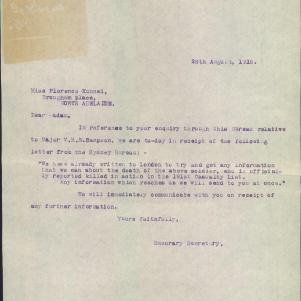 28th August, 1916.
Miss Florence Kunnel,
Brougham place,
NORTH ADELAIDE.
Dear Madam,
In reference to your enquiry through this Bureau relative
to Major V.H.B.Sampson, we are to-day in receipt of the following
letter from the Sydney Bureau: -
"We have already written to London to try and get any information
that we can about the death of the above soldier, who is official-
ly reported killed in action in the 191st Casualty List.
Any information which reaches us we will send to you at once."
We will immediately communicate with you on receipt of
any further information.
Yours faithfully,
Honorary Secretary.